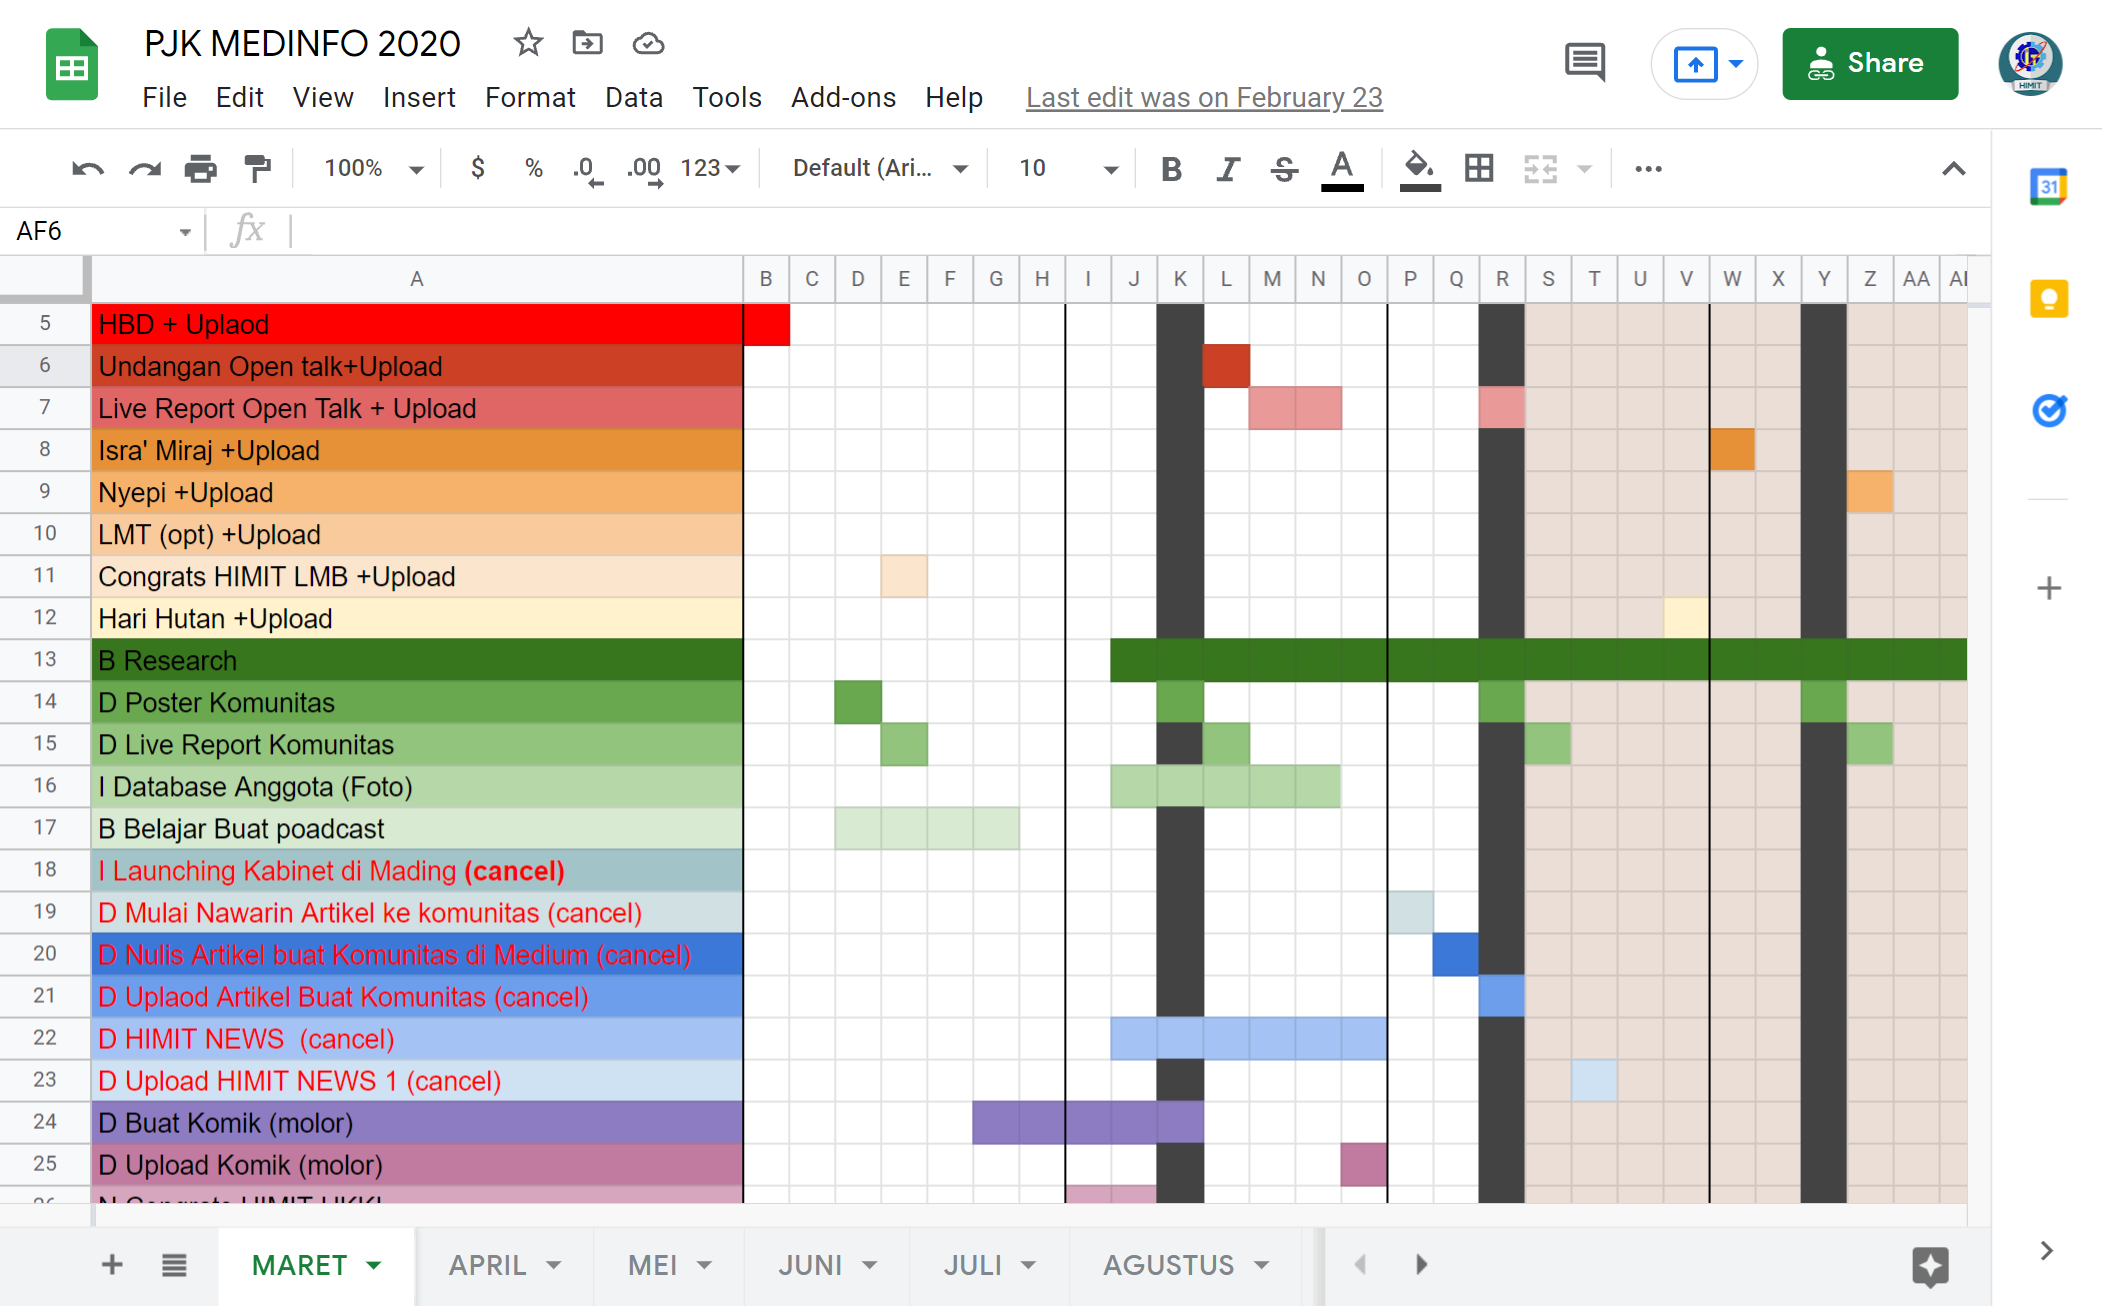 PJK MEDINFO 2020
File Edit View Insert Format Data Tools Add-ons Help Last edit was on February 23
Share
HIMIT
100% $ % .0 .00 123 Default (Ari... 10 B I S A
31
AF6 fx
A B C D E F G H I J K L M N O P Q R S T U V W X Y Z AA
5 HBD + Uplaod
6 Undangan Open talk+Upload
7 Live Report Open Talk + Upload
8 Isra' Miraj +Upload
9 Nyepi +Upload
10 LMT (opt) +Upload
11 Congrats HIMIT LMB +Upload
12 Hari Hutan +Upload
13 B Research
14 D Poster Komunitas
15 D Live Report Komunitas
16 I Database Anggota (Foto)
17 B Belajar Buat poadcast
18 I Launching Kabinet di Mading (cancel)
19 D Mulai Nawarin Artikel ke komunitas (cancel)
20 D Nulis Artikel buat Komunitas di Medium (cancel)
21 D Uplaod Artikel Buat Komunitas (cancel)
22 D HIMIT NEWS  (cancel)
23 D Upload HIMIT NEWS 1 (cancel)
24 D Buat Komik (molor)
25 D Upload Komik (molor)
MARET APRIL MEI JUNI JULI AGUSTUS